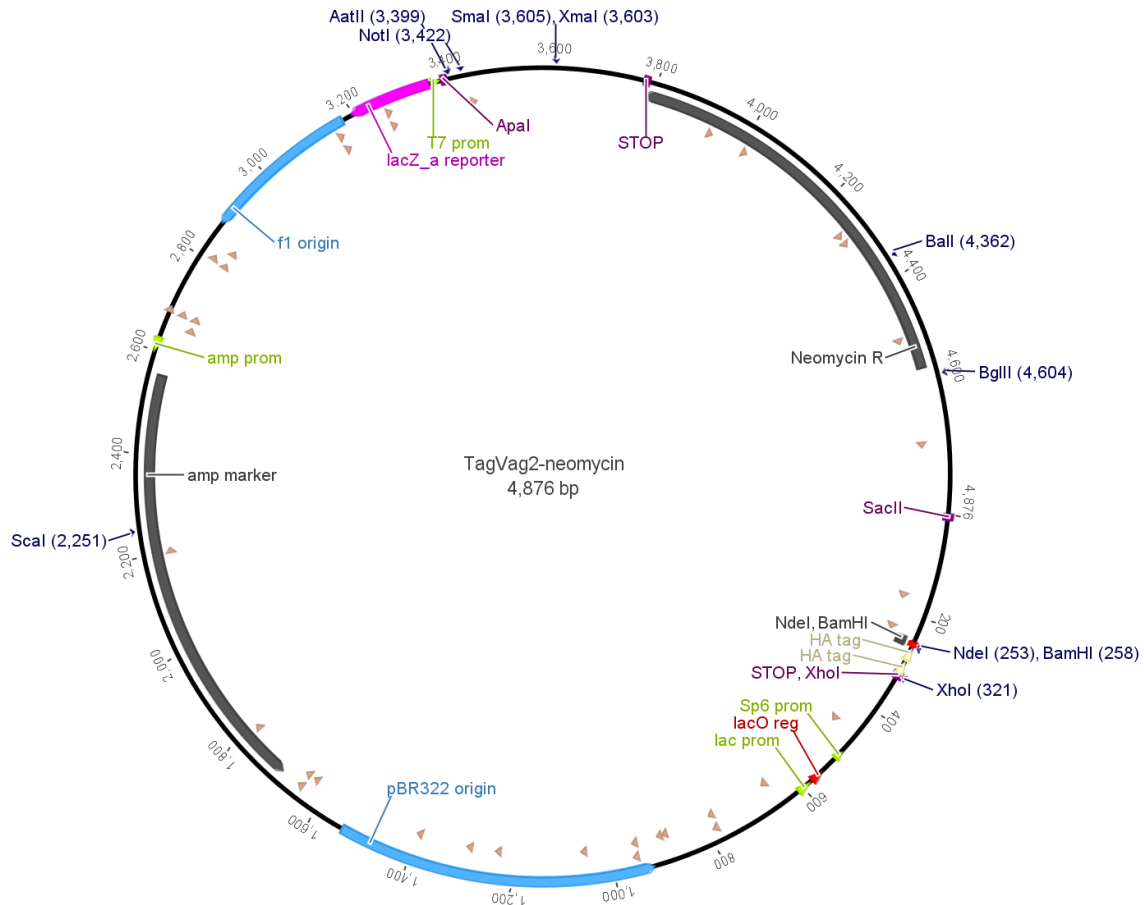 AatII (3,399)
SmaI (3,605), XmaI (3,603)
NotI (3,422)
3,400
3,600
3,800
3,200
ApaI
T7 prom
STOP
lacZ_a reporter
4,000
3,000
4,200
f1 origin
2,800
BalI (4,362)
4,400
2,600
amp prom
Neomycin R
4,600
BglII (4,604)
2,400
amp marker
TagVag2-neomycin
4,876 bp
SacII
4,876
ScaI (2,251)
2,200
NdeI, BamHI
200
HA tag
NdeI (253), BamHI (258)
HA tag
STOP, XhoI
XhoI (321)
2,000
Sp6 prom
400
lacO reg
lac prom
1,800
pBR322 origin
600
1,600
800
1,400
1,200
1,000